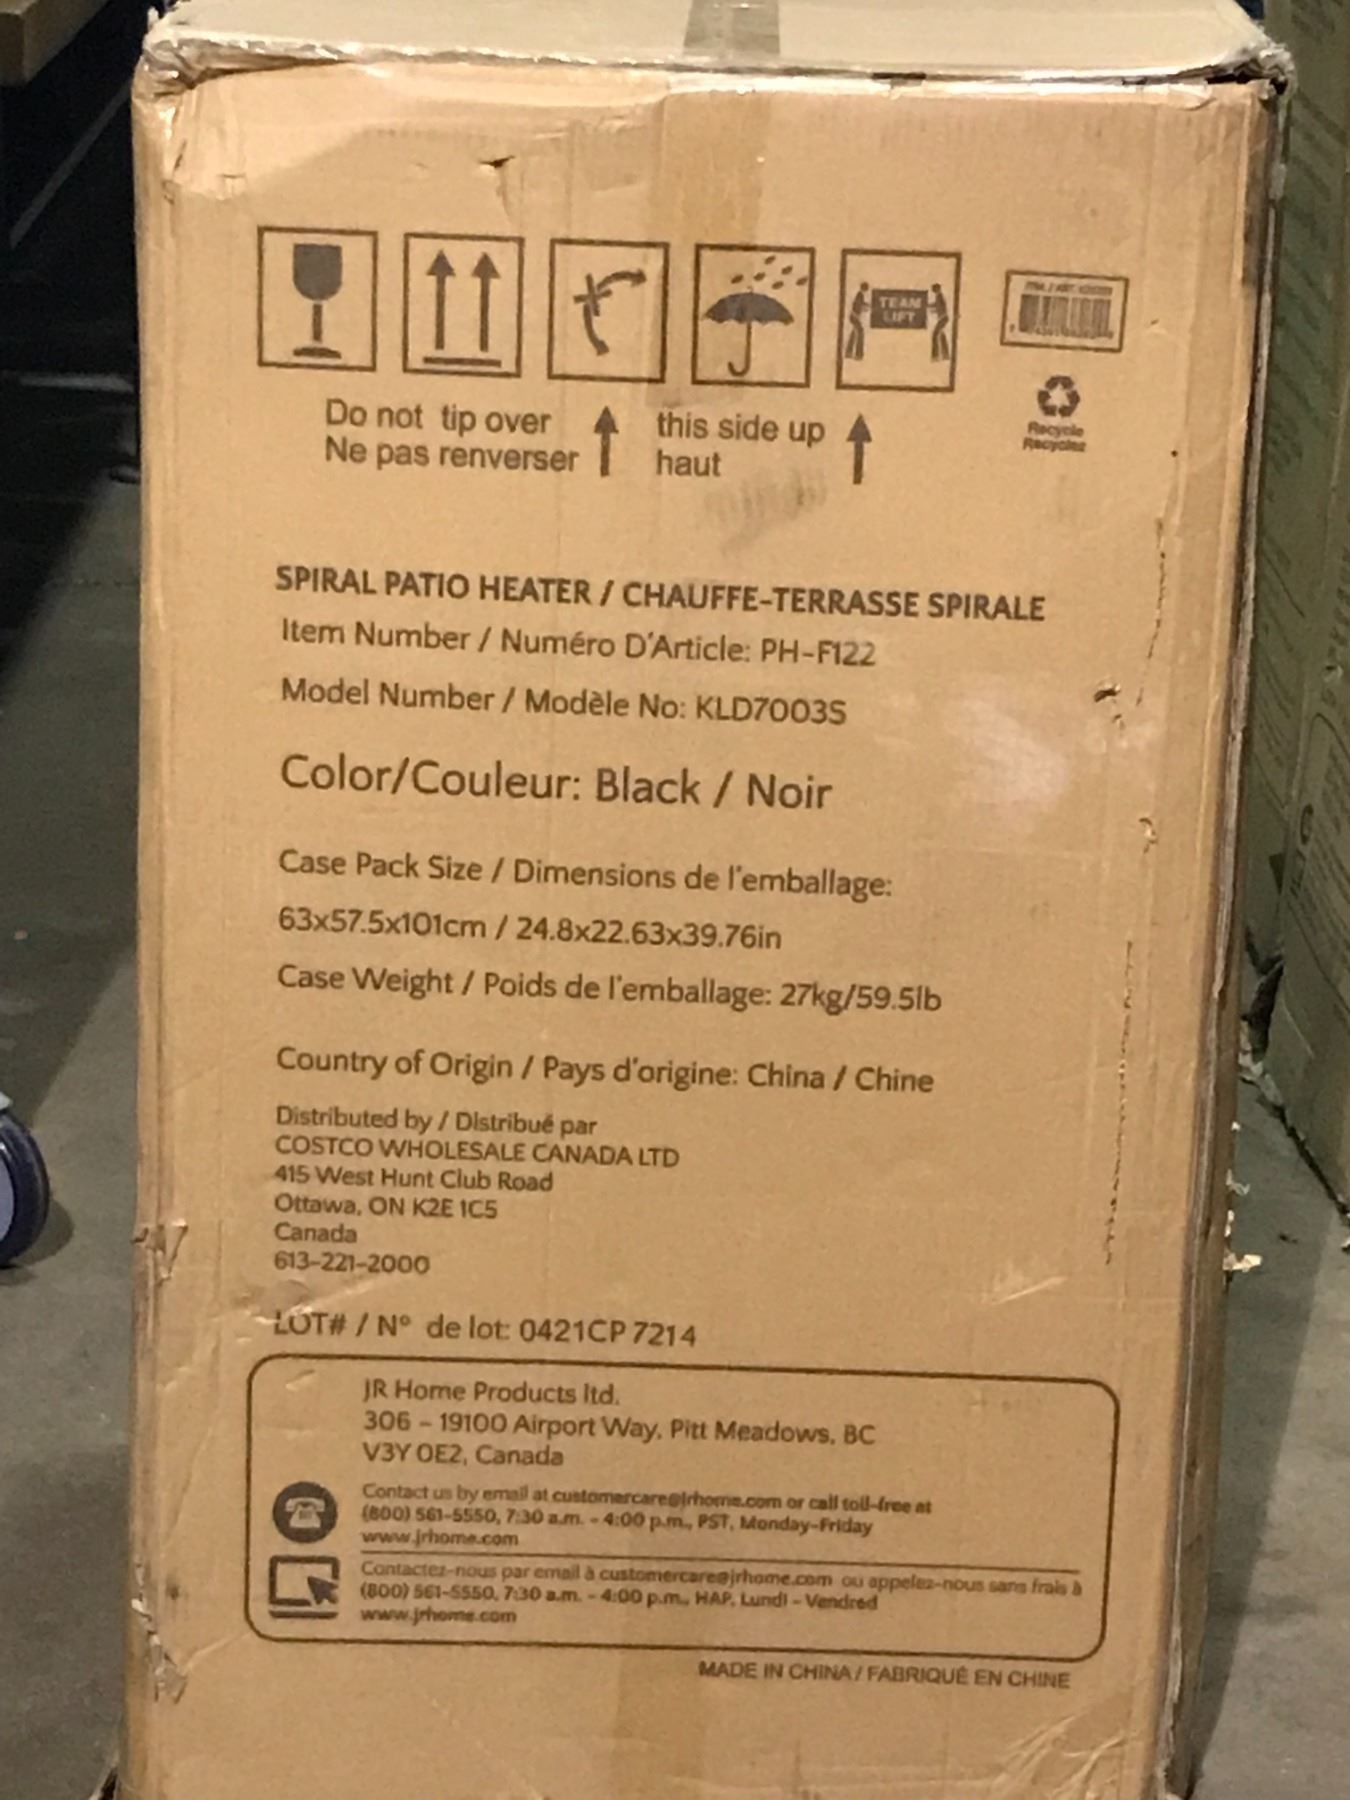 TEAM
LIFT
Recycle
Recyclez
Do not tip over
Ne pas renverser
this side up
haut
SPIRAL PATIO HEATER / CHAUFFE-TERRASSE SPIRALE
Item Number / Numéro D'Article: PH-F122
Model Number / Modèle No: KLD7003S
Color/Couleur: Black / Noir
Case Pack Size / Dimensions de l'emballage:
63x57.5x101cm / 24.8x22.63x39.76in
Case Weight / Poids de l'emballage: 27kg/59.5lb
Country of Origin / Pays d'origine: China / Chine
Distributed by / Distribué par
COSTCO WHOLESALE CANADA LTD
415 West Hunt Club Road
Ottawa, ON K2E 1C5
Canada
613-221-2000
LOT# / N° de lot: 0421CP 7214
JR Home Products ltd.
306 - 19100 Airport Way, Pitt Meadows, BC
V3Y 0E2, Canada
Contact us by email at customercare@jrhome.com or call toll-free at
(800) 561-5550, 7:30 a.m. - 4:00 p.m., PST, Monday-Friday
www.jrhome.com
Contactez-nous par email à customercare@jrhome.com ou appelez-nous sans frais à
(800) 561-5550, 7:30 a.m. - 4:00 p.m., HAP, Lundi - Vendred
www.jrhome.com
MADE IN CHINA / FABRIQUÉ EN CHINE